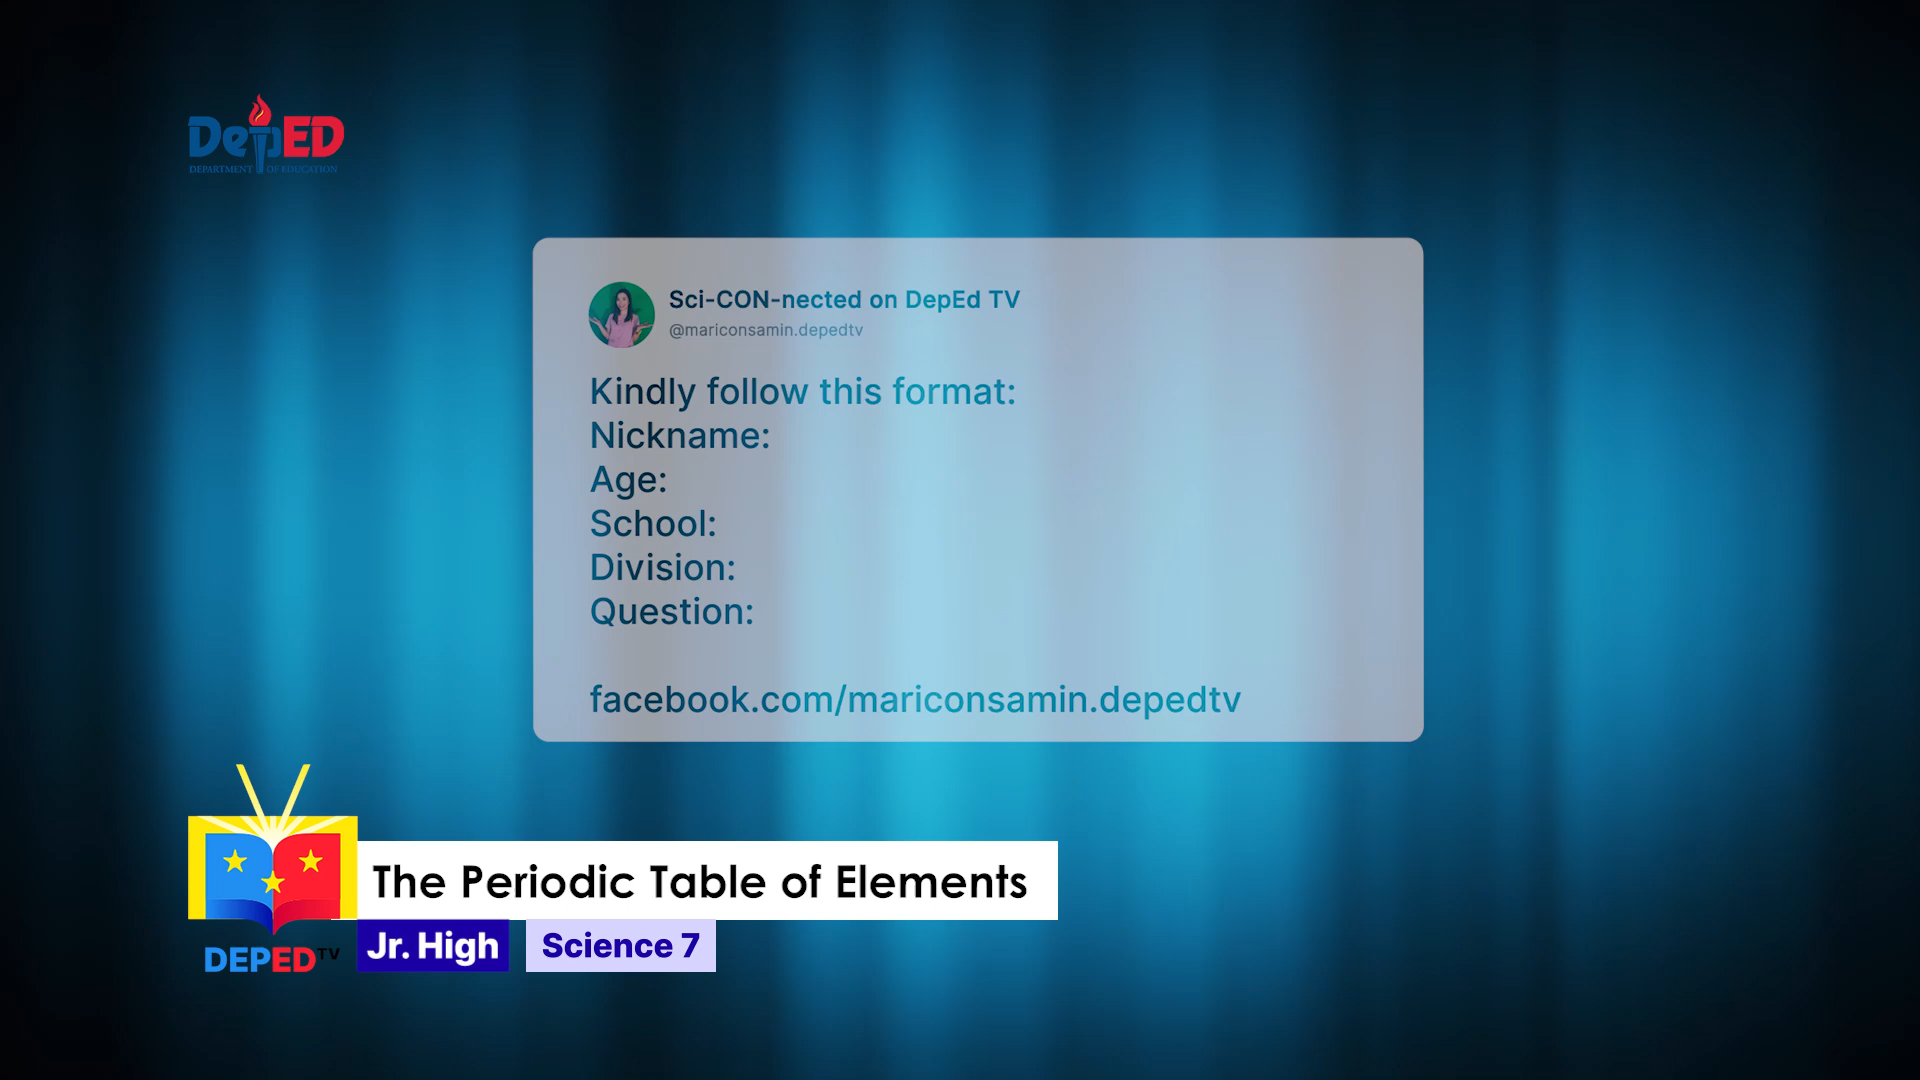 DepED
DEPARTMENT OF EDUCATION
Sci-CON-nected on DepEd TV
@mariconsamin.depedtv
Kindly follow this format:
Nickname:
Age:
School:
Division:
Question:
facebook.com/mariconsamin.depedtv
The Periodic Table of Elements
DEPED TV
Jr. High
Science 7